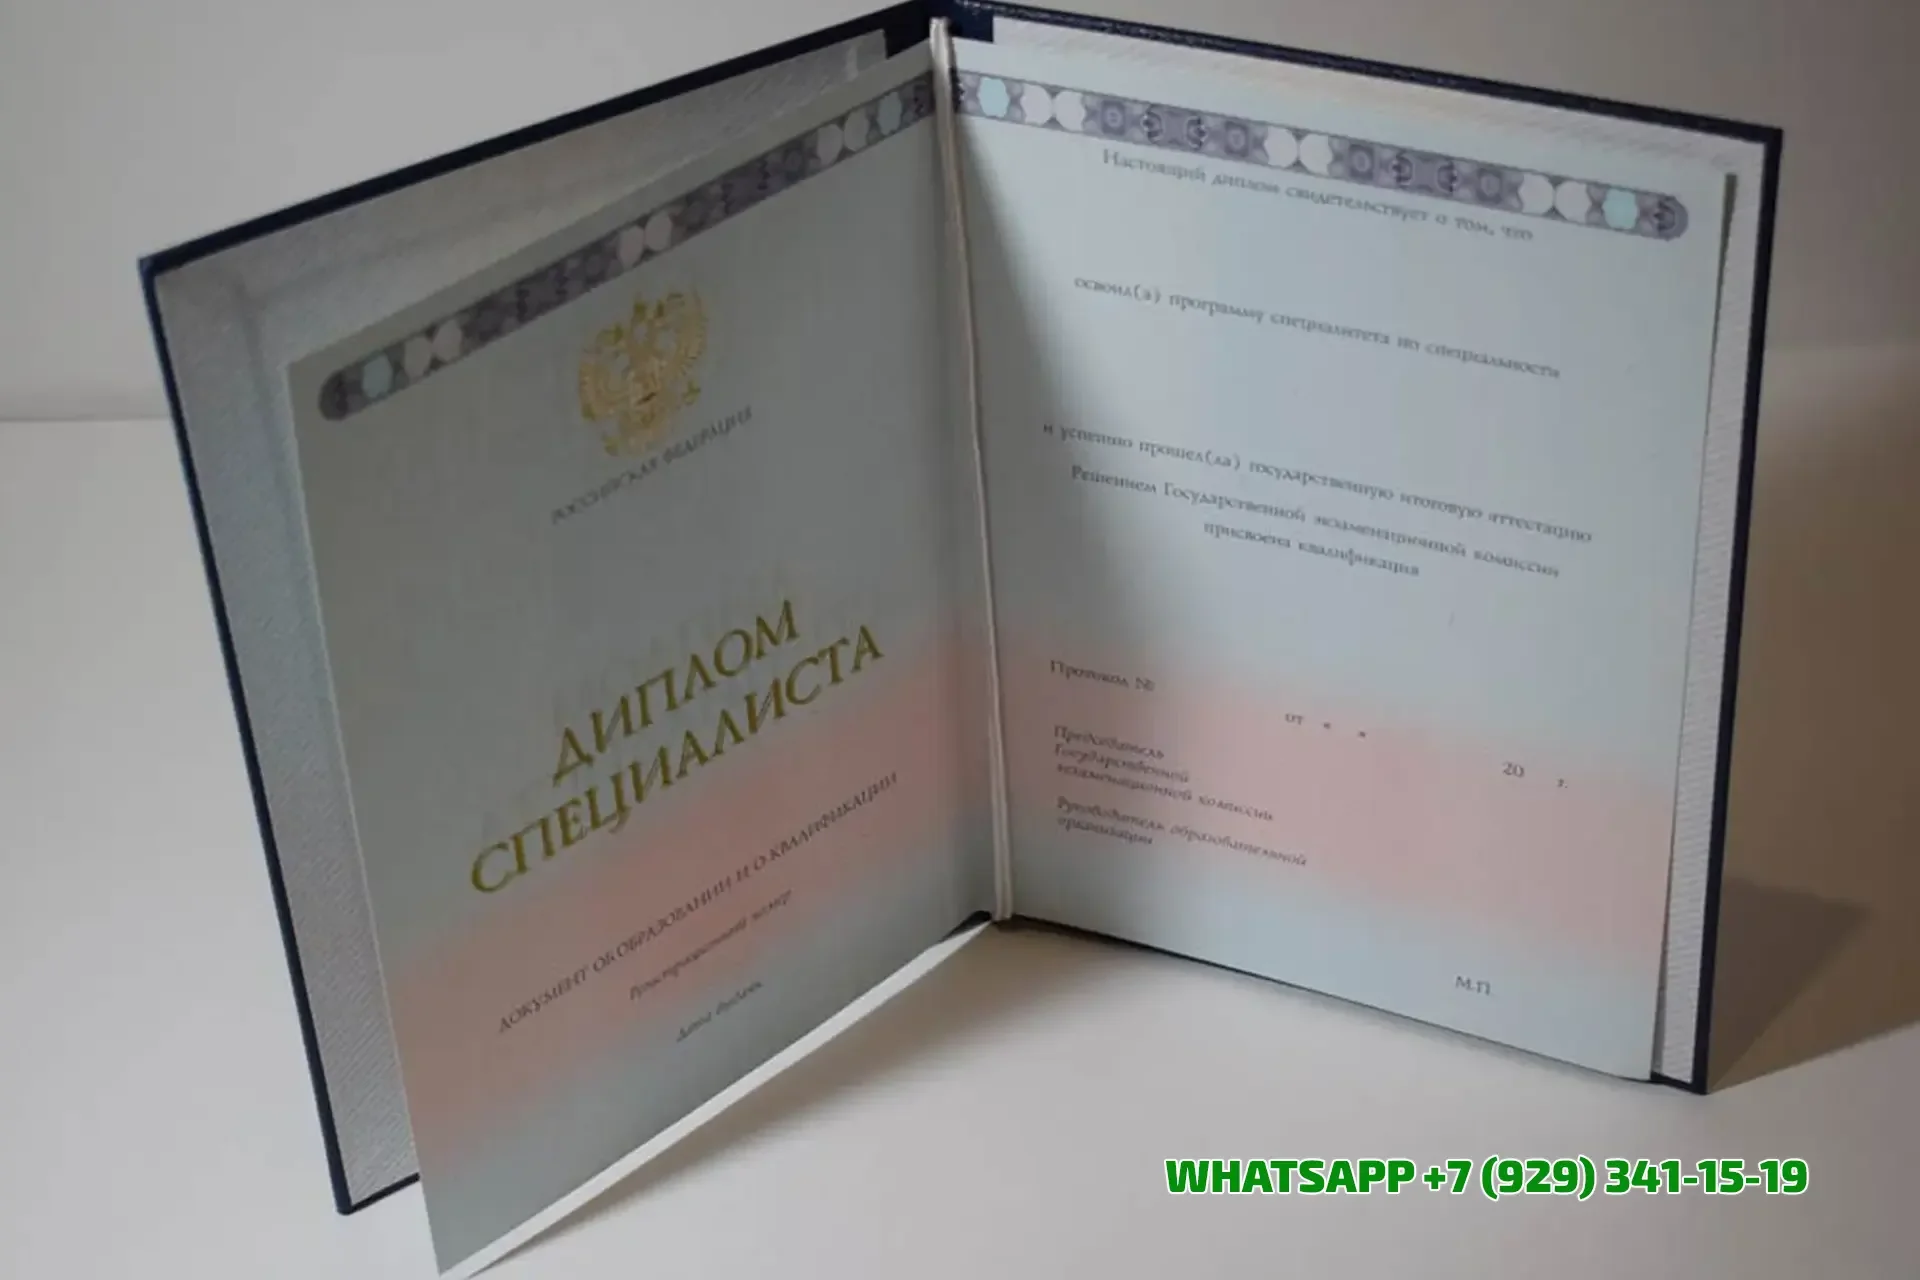 РОССИЙСКАЯ ФЕДЕРАЦИЯ
ДИПЛОМ
СПЕЦИАЛИСТА
ДОКУМЕНТ ОБ ОБРАЗОВАНИИ И О КВАЛИФИКАЦИИ
Регистрационный номер
Дата выдачи
Настоящий диплом свидетельствует о том, что
освоил(а) программу специалитета по специальности
и успешно прошел(ла) государственную итоговую аттестацию
Решением Государственной экзаменационной комиссии
присвоена квалификация
Протокол №
от « » 20 г.
Председатель
Государственной
экзаменационной комиссии
Руководитель образовательной
организации
М.П.
WHATSAPP +7 (929) 341-15-19